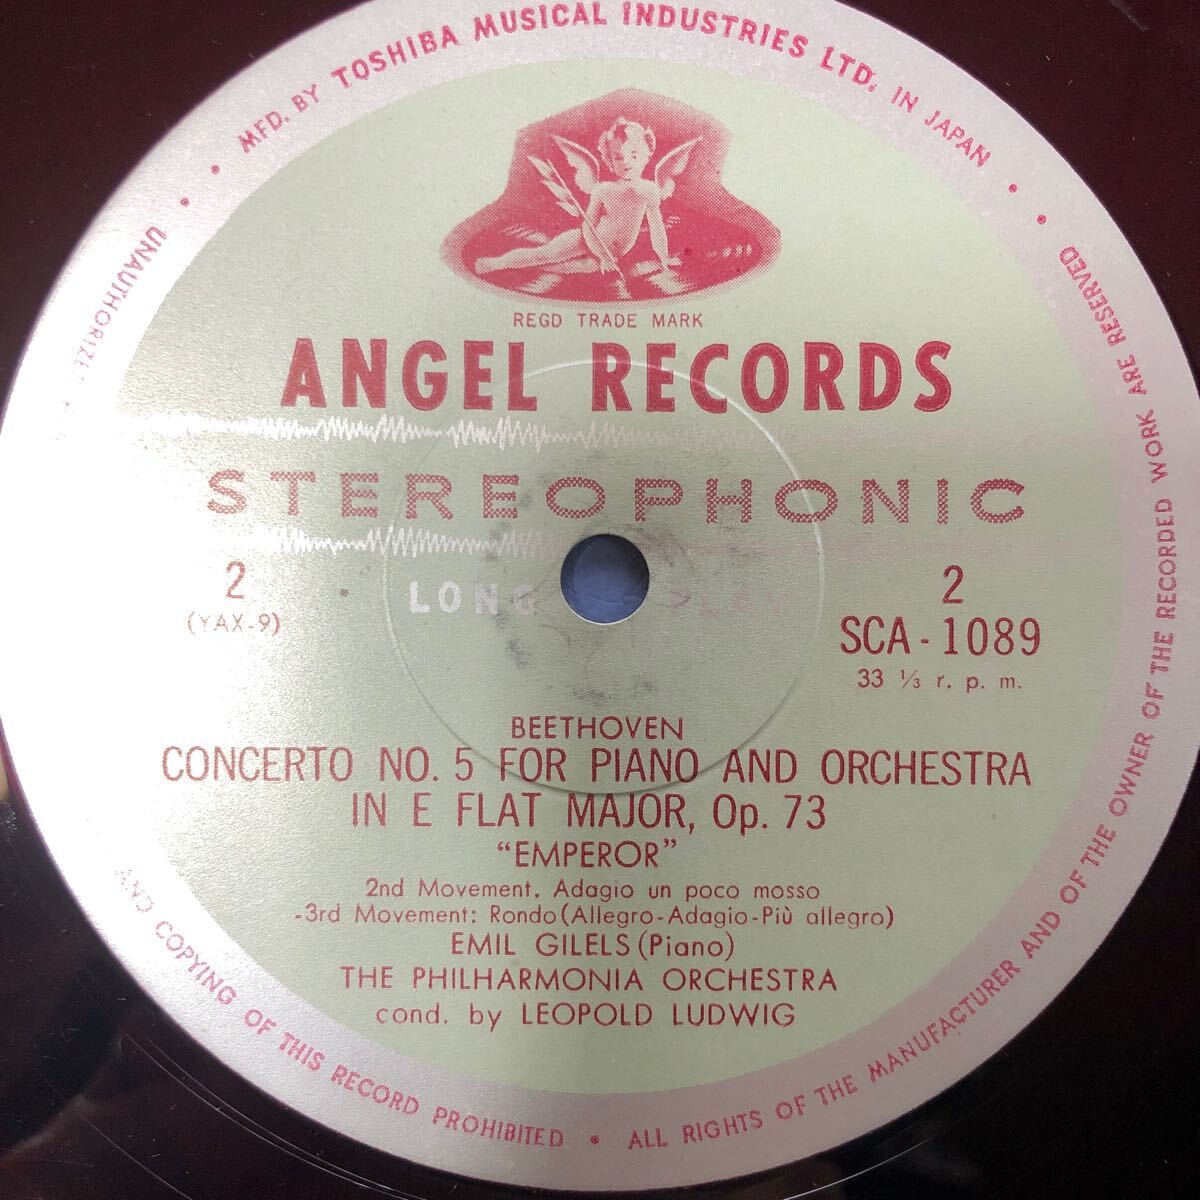 MFD. BY TOSHIBA MUSICAL INDUSTRIES LTD. IN JAPAN
REGD TRADE MARK
ANGEL RECORDS
STEREOPHONIC
LONG
2
(YAX-9)
2
SCA-1089
33 ⅓ r. p. m.
BEETHOVEN
CONCERTO NO. 5 FOR PIANO AND ORCHESTRA
IN E FLAT MAJOR, Op. 73
“EMPEROR”
2nd Movement. Adagio un poco mosso
-3rd Movement: Rondo (Allegro-Adagio-Più allegro)
EMIL GILELS (Piano)
THE PHILHARMONIA ORCHESTRA
cond. by LEOPOLD LUDWIG
ALL RIGHTS OF THE MANUFACTURER AND OF THE OWNER OF THE RECORDED WORK ARE RESERVED
AND COPYING OF THIS RECORD PROHIBITED